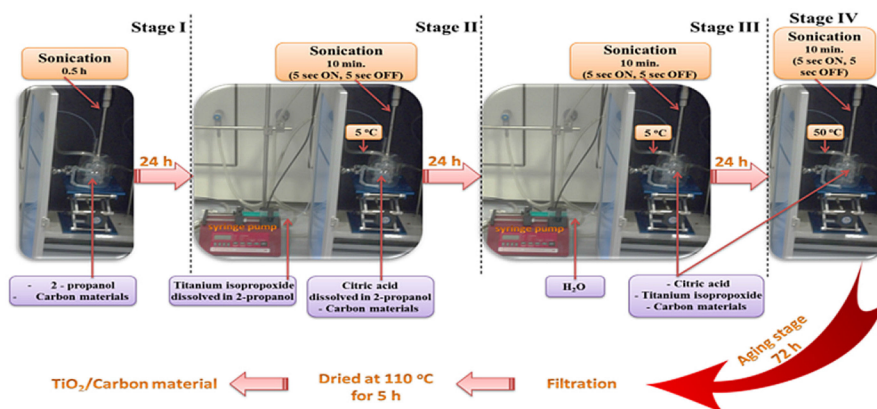 Stage I
Stage II
Stage III
Stage IV
Sonication
0.5 h
Sonication
10 min.
(5 sec ON, 5 sec OFF)
Sonication
10 min.
(5 sec ON, 5 sec OFF)
Sonication
10 min.
(5 sec ON, 5
sec OFF)
5 °C
5 °C
50 °C
24 h
24 h
24 h
syringe pump
syringe pump
- 2 - propanol
- Carbon materials
Titanium isopropoxide
dissolved in 2-propanol
Citric acid
dissolved in 2-propanol
- Carbon materials
H₂O
- Citric acid
- Titanium isopropoxide
- Carbon materials
Aging stage
72 h
TiO₂/Carbon material
Dried at 110 °C
for 5 h
Filtration